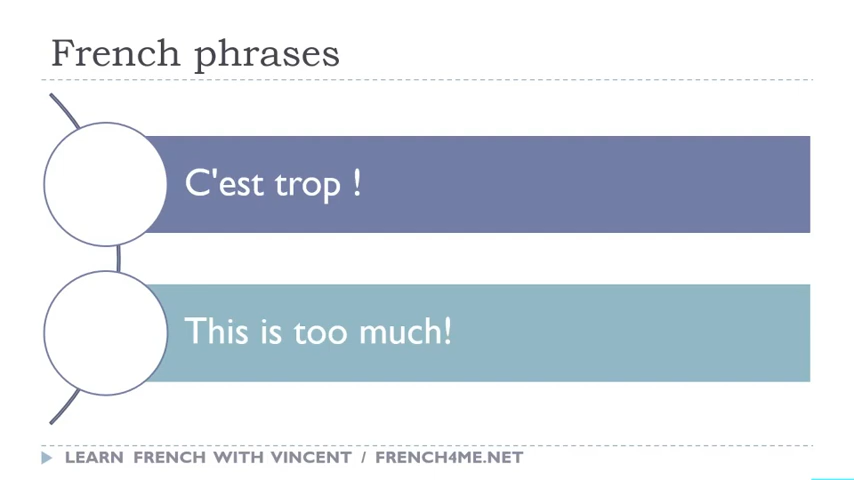 French phrases
C'est trop !
This is too much!
LEARN FRENCH WITH VINCENT / FRENCH4ME.NET